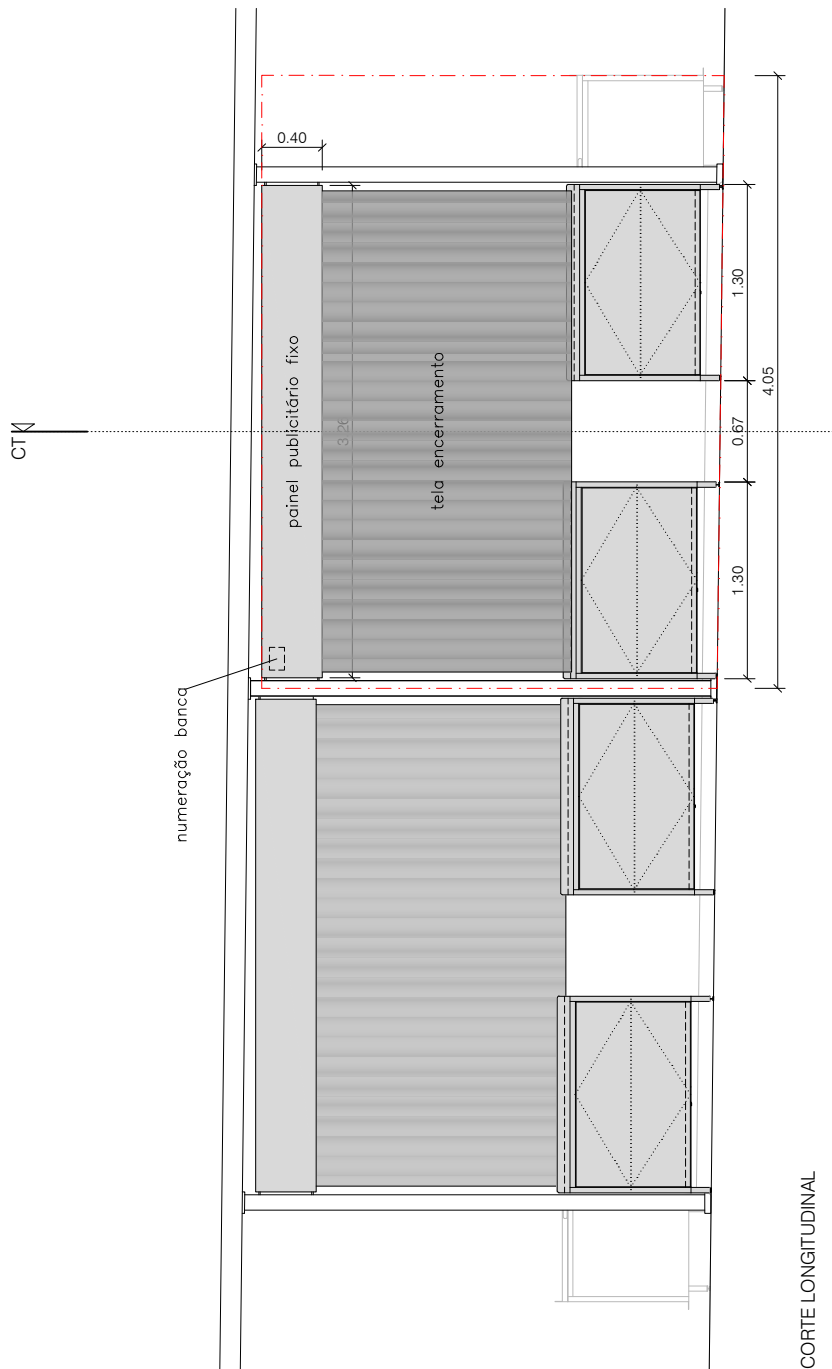 CT
numeração banca
painel publicitário fixo
tela encerramento
0.40
3.26
1.30
0.67
1.30
4.05
CORTE LONGITUDINAL